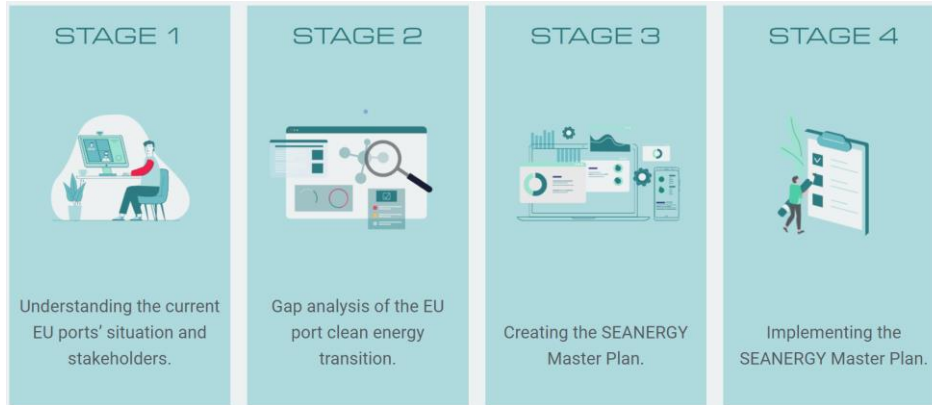 STAGE 1
Understanding the current
EU ports' situation and
stakeholders.
STAGE 2
Gap analysis of the EU
port clean energy
transition.
STAGE 3
Creating the SEANERGY
Master Plan.
STAGE 4
Implementing the
SEANERGY Master Plan.